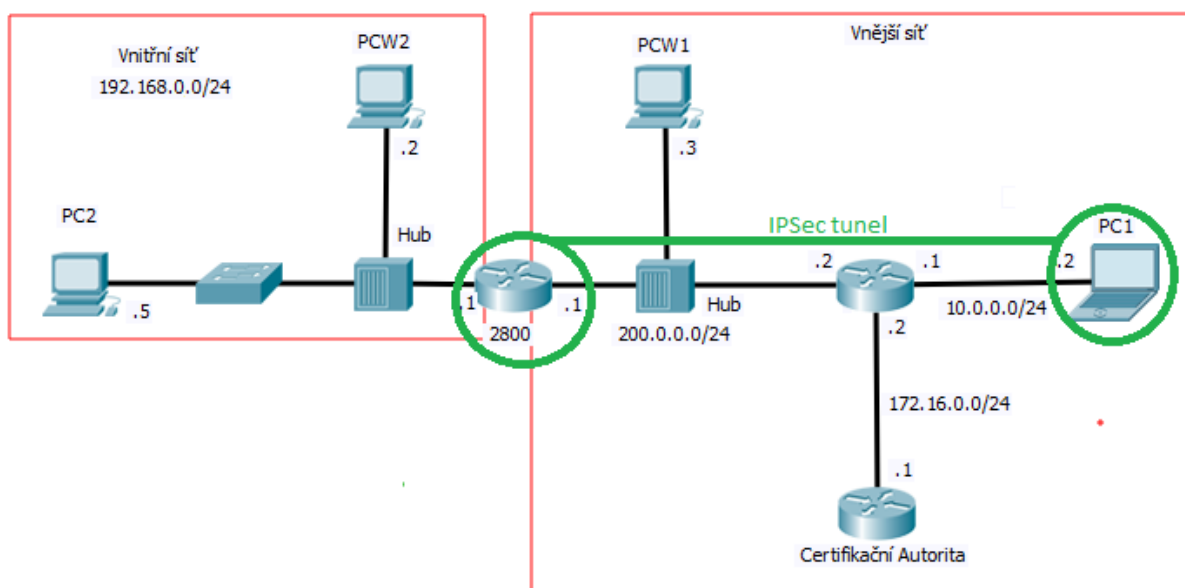 Vnitřní síť
192.168.0.0/24
PCW2
.2
PC2
.5
Hub
.1
2800
.1
Vnější síť
PCW1
.3
IPSec tunel
Hub
200.0.0.0/24
.2
.1
.2
PC1
.2
10.0.0.0/24
172.16.0.0/24
.1
Certifikační Autorita